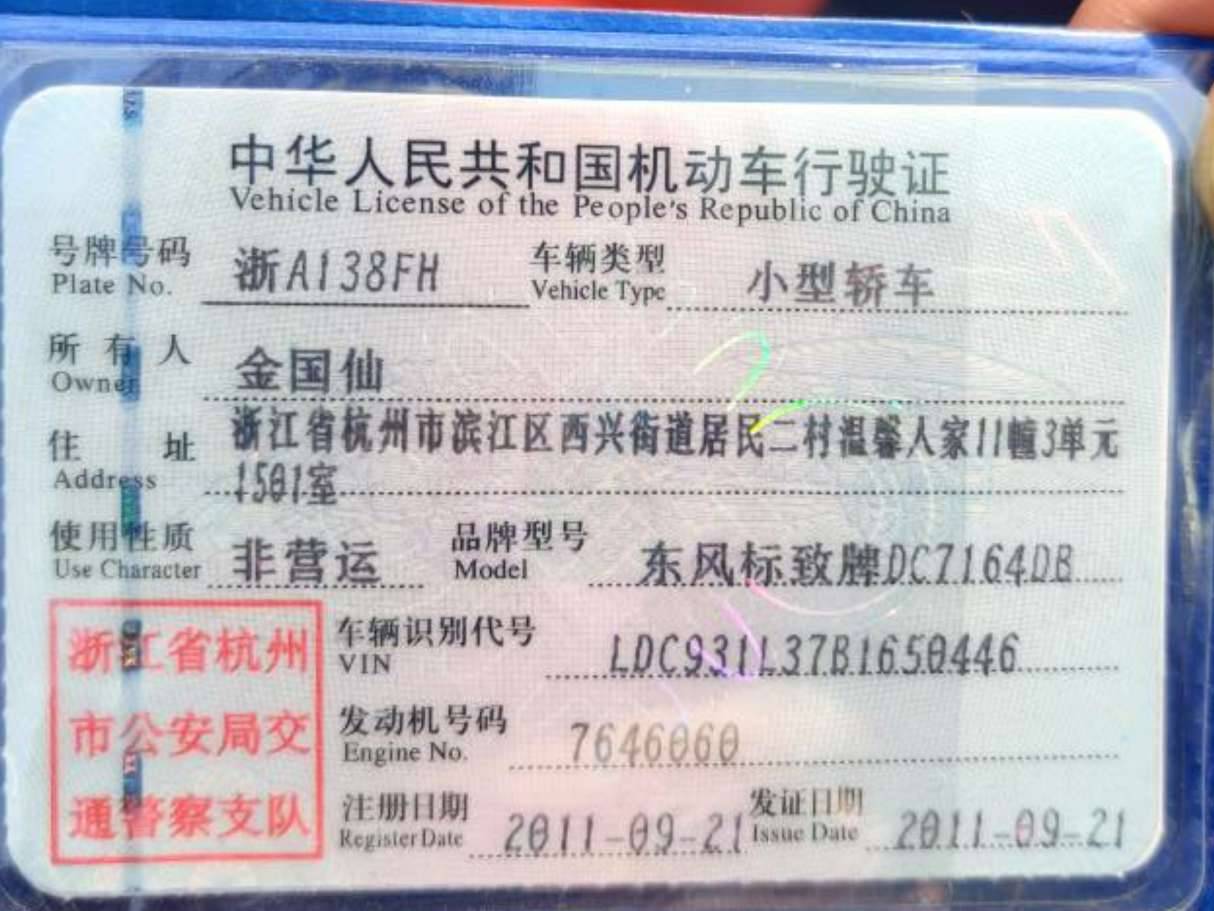 中华人民共和国机动车行驶证
Vehicle License of the People's Republic of China
号牌号码 浙A138FH 车辆类型 小型轿车
Plate No. Vehicle Type
所有人 金国仙
Owner
住址 浙江省杭州市滨江区西兴街道居民二村温馨人家11幢3单元
Address 1501室
使用性质 非营运 品牌型号 东风标致牌DC7164DB
Use Character Model
浙江省杭州
市公安局交
通警察支队
车辆识别代号 LDC931L37B1650446
VIN
发动机号码 7646060
Engine No.
注册日期 2011-09-21 发证日期 2011-09-21
Register Date Issue Date